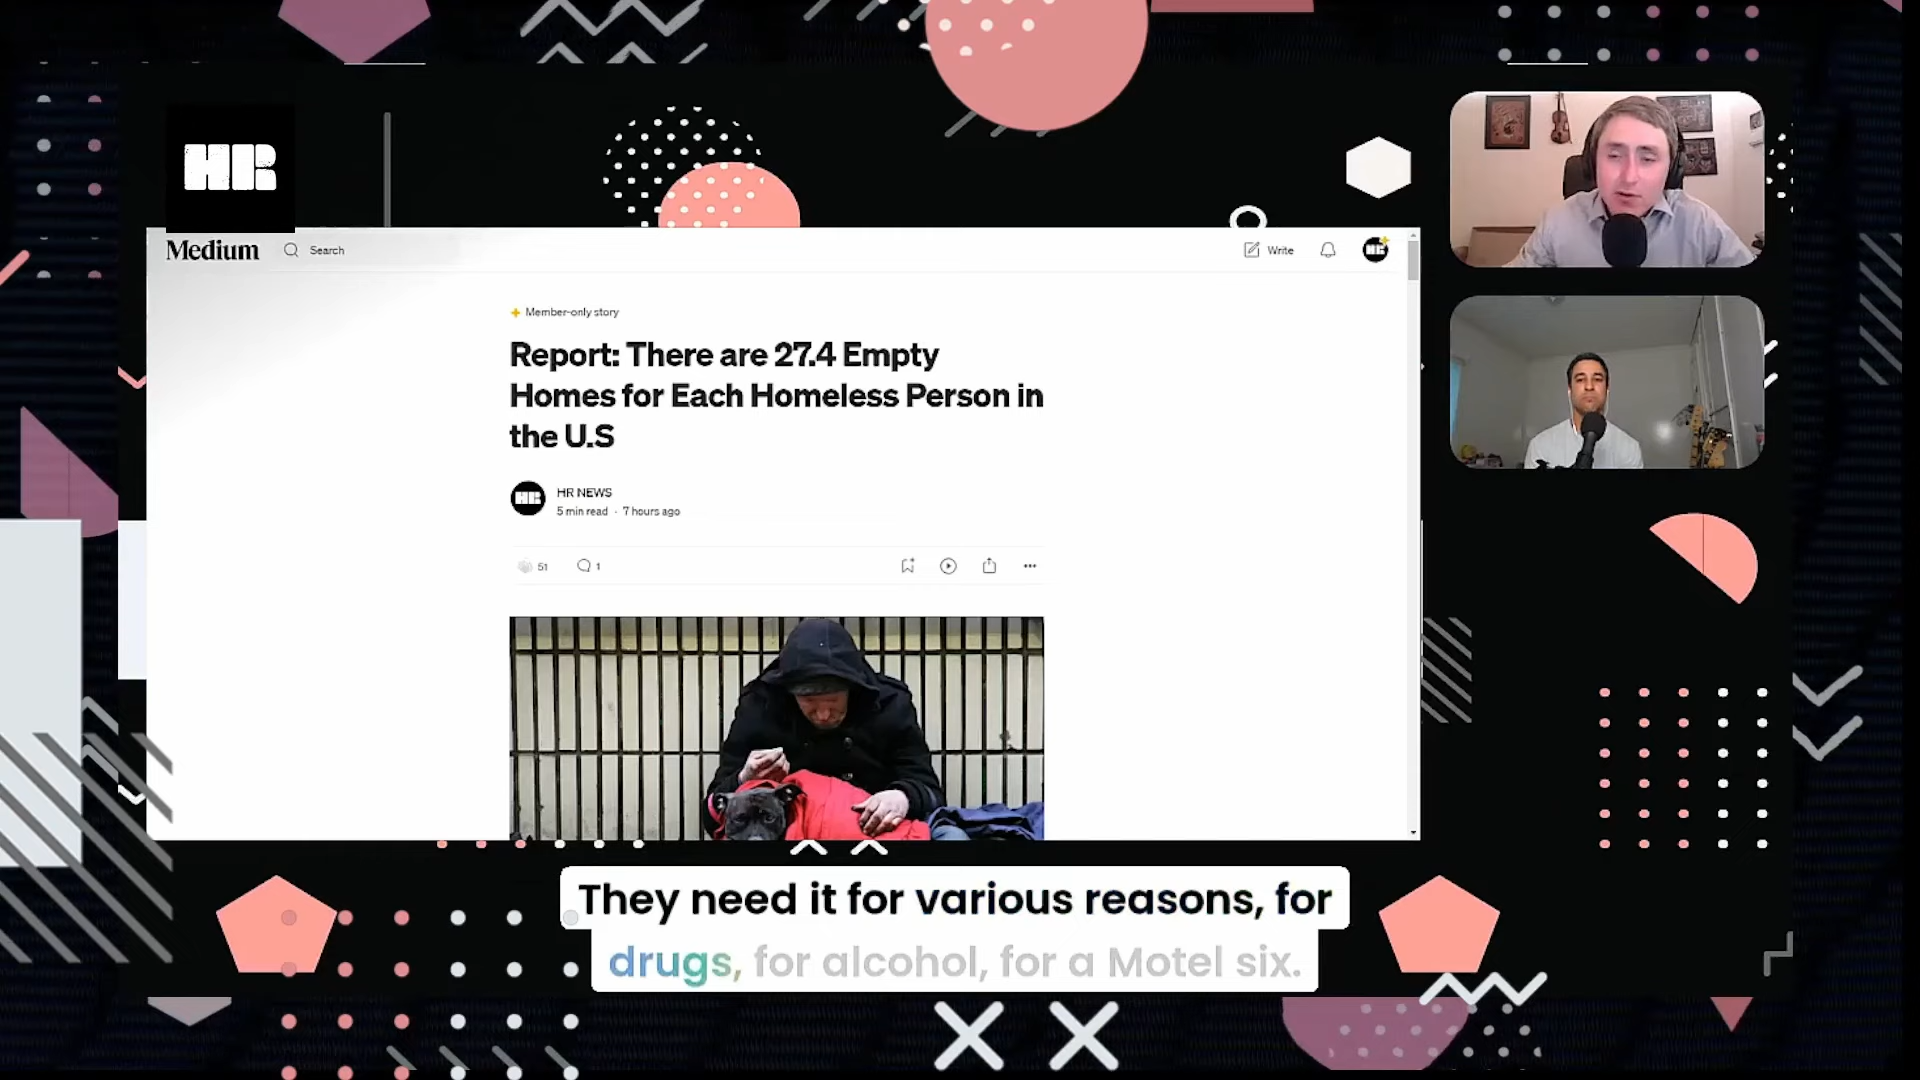 HR
Medium
Search
Write
HR
Member-only story
Report: There are 27.4 Empty
Homes for Each Homeless Person in
the U.S
HR
HR NEWS
5 min read · 7 hours ago
51
1
They need it for various reasons, for
drugs, for alcohol, for a Motel six.